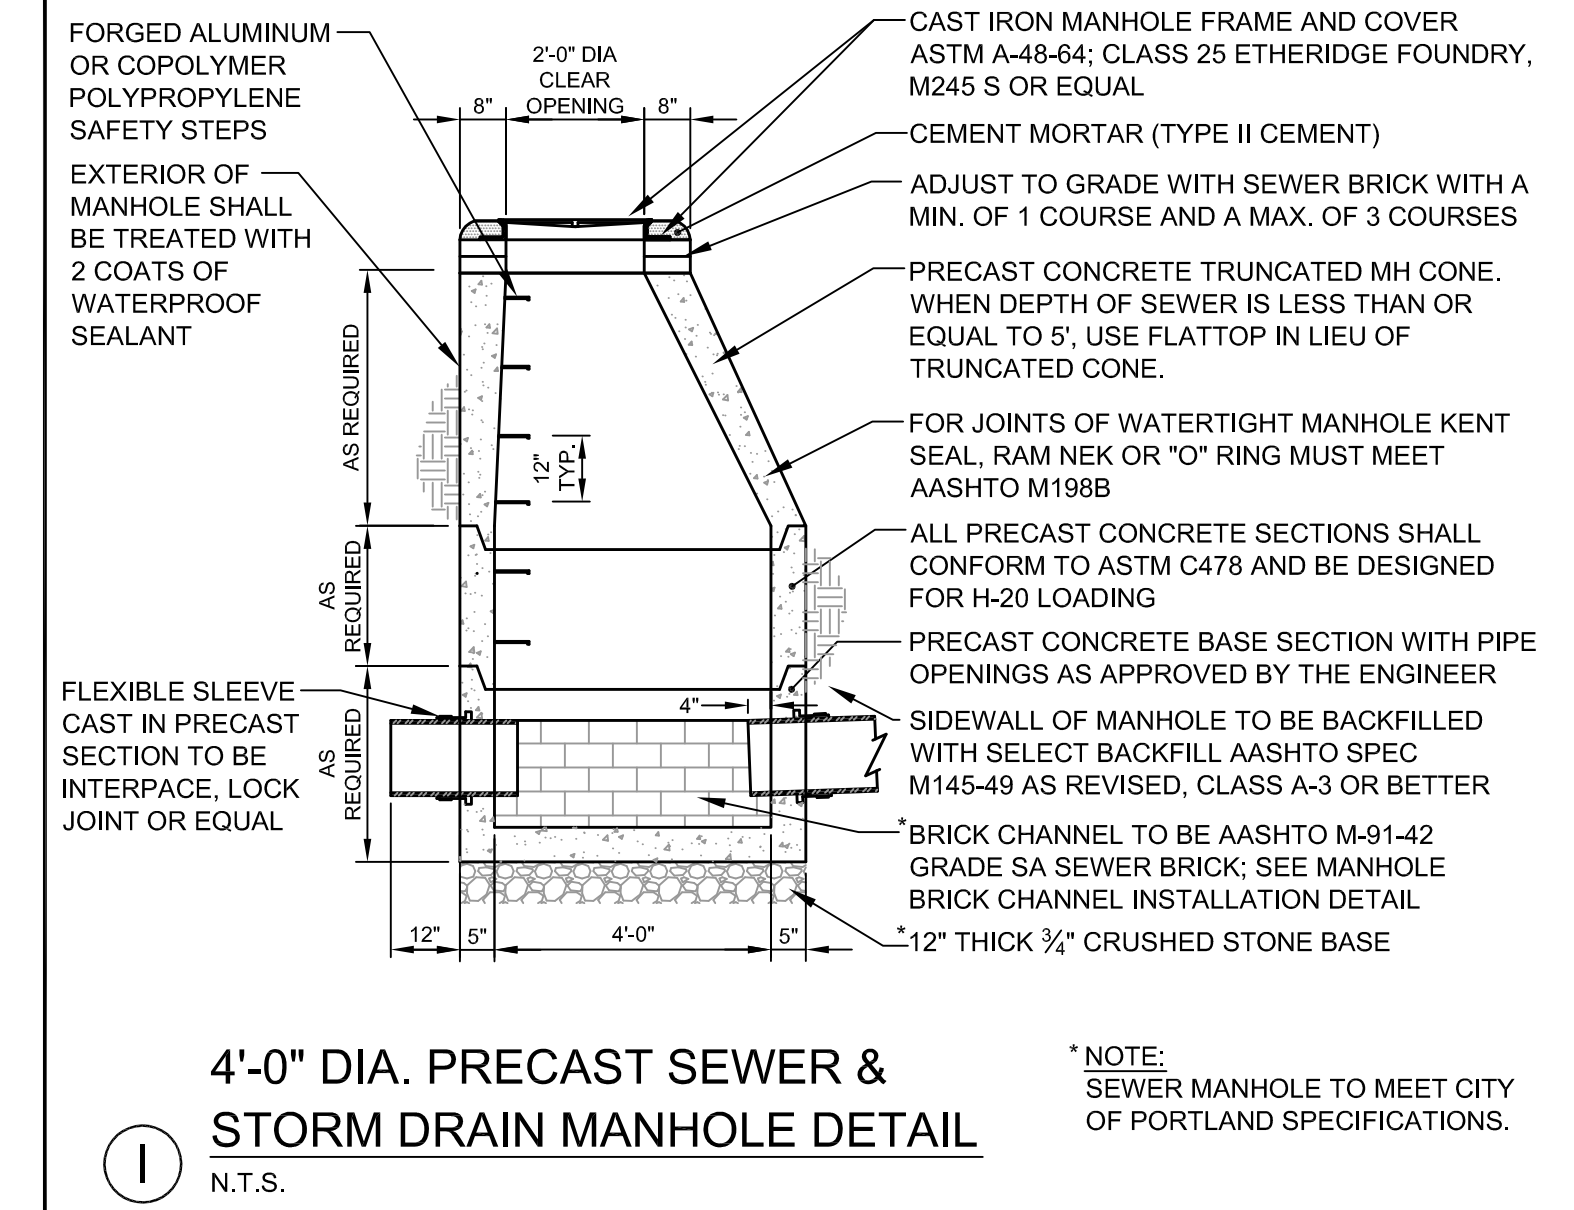 FORGED ALUMINUM
OR COPOLYMER
POLYPROPYLENE
SAFETY STEPS
EXTERIOR OF
MANHOLE SHALL
BE TREATED WITH
2 COATS OF
WATERPROOF
SEALANT
2'-0" DIA
CLEAR
OPENING
8"
8"
CAST IRON MANHOLE FRAME AND COVER
ASTM A-48-64; CLASS 25 ETHERIDGE FOUNDRY,
M245 S OR EQUAL
CEMENT MORTAR (TYPE II CEMENT)
ADJUST TO GRADE WITH SEWER BRICK WITH A
MIN. OF 1 COURSE AND A MAX. OF 3 COURSES
PRECAST CONCRETE TRUNCATED MH CONE.
WHEN DEPTH OF SEWER IS LESS THAN OR
EQUAL TO 5', USE FLATTOP IN LIEU OF
TRUNCATED CONE.
FOR JOINTS OF WATERTIGHT MANHOLE KENT
SEAL, RAM NEK OR "O" RING MUST MEET
AASHTO M198B
ALL PRECAST CONCRETE SECTIONS SHALL
CONFORM TO ASTM C478 AND BE DESIGNED
FOR H-20 LOADING
PRECAST CONCRETE BASE SECTION WITH PIPE
OPENINGS AS APPROVED BY THE ENGINEER
SIDEWALL OF MANHOLE TO BE BACKFILLED
WITH SELECT BACKFILL AASHTO SPEC
M145-49 AS REVISED, CLASS A-3 OR BETTER
*BRICK CHANNEL TO BE AASHTO M-91-42
GRADE SA SEWER BRICK; SEE MANHOLE
BRICK CHANNEL INSTALLATION DETAIL
*12" THICK ¾" CRUSHED STONE BASE
AS REQUIRED
12"
TYP.
AS
REQUIRED
AS
REQUIRED
4"
FLEXIBLE SLEEVE
CAST IN PRECAST
SECTION TO BE
INTERPACE, LOCK
JOINT OR EQUAL
12"
5"
4'-0"
5"
4'-0" DIA. PRECAST SEWER &
STORM DRAIN MANHOLE DETAIL
I
N.T.S.
* NOTE:
SEWER MANHOLE TO MEET CITY
OF PORTLAND SPECIFICATIONS.